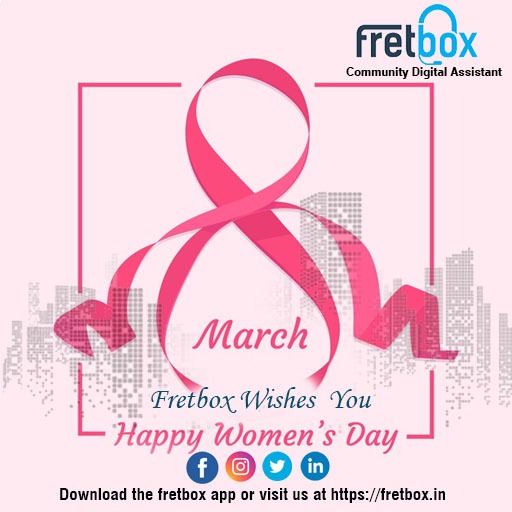 fretbox
Community Digital Assistant
8
March
Fretbox Wishes You
Happy Women's Day
Download the fretbox app or visit us at https://fretbox.in